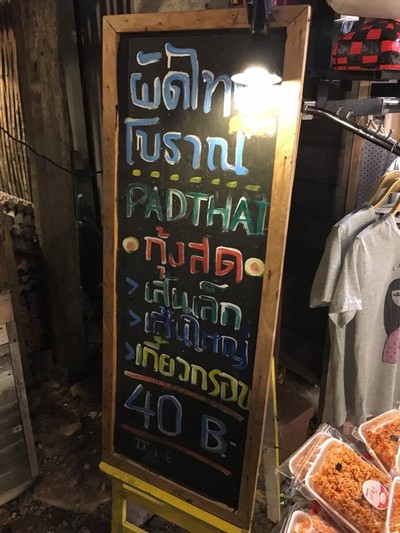 ผัดไทย
โบราณ
PADTHAI
กุ้งสด
> เส้นเล็ก
> เส้นใหญ่
> เกี๊ยวกรอบ
40 B.